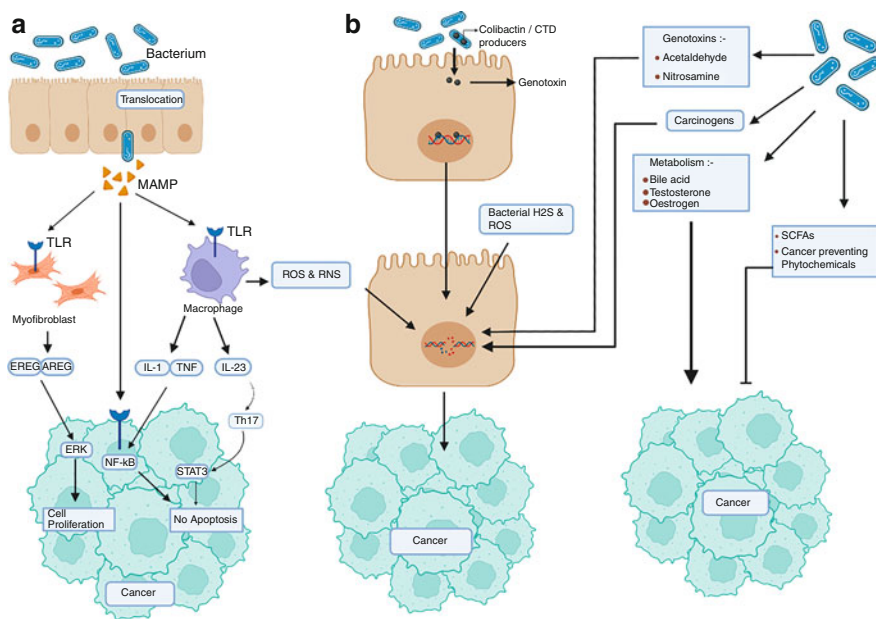 a
Bacterium
Translocation
MAMP
TLR
TLR
Myofibroblast
Macrophage
ROS & RNS
EREG
AREG
IL-1
TNF
IL-23
Th17
ERK
NF-kB
STAT3
Cell
Proliferation
No Apoptosis
Cancer
b
Colibactin / CTD
producers
Genotoxin
Bacterial H2S &
ROS
Cancer
Genotoxins :-
Acetaldehyde
Nitrosamine
Carcinogens
Metabolism :-
Bile acid
Testosterone
Oestrogen
SCFAs
Cancer preventing
Phytochemicals
Cancer